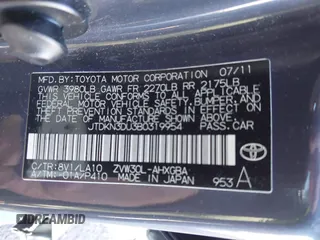 MFD.BY:TOYOTA MOTOR CORPORATION 07/11
GVWR 3980LB GAWR FR 2270LB RR 2175LB
THIS VEHICLE CONFORMS TO ALL APPLICABLE
FEDERAL MOTOR VEHICLE SAFETY, BUMPER, AND
THEFT PREVENTION STANDARDS IN EFFECT ON
THE DATE OF MANUFACTURE SHOWN ABOVE.
JTDKN3DU3B0319954 PASS. CAR
C/TR:8V1/LA10 ZVW30L-AHXGBA
A/TM:-01A/P410 MADE IN JAPAN 953 A
TOYOTA